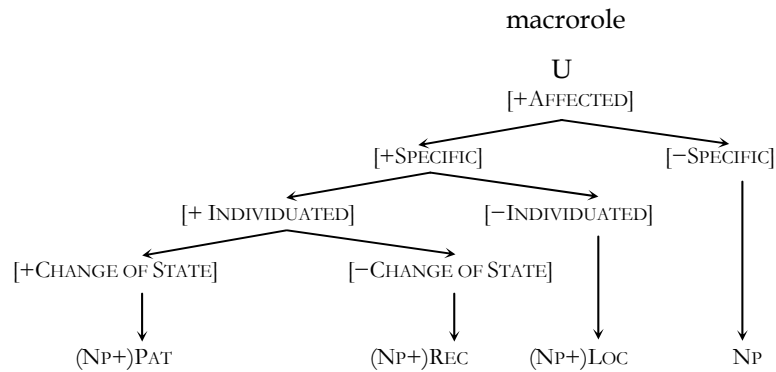 macrorole
U
[+AFFECTED]
[+SPECIFIC] [−SPECIFIC]
[+ INDIVIDUATED] [−INDIVIDUATED]
[+CHANGE OF STATE] [−CHANGE OF STATE]
(NP+)PAT (NP+)REC (NP+)LOC NP